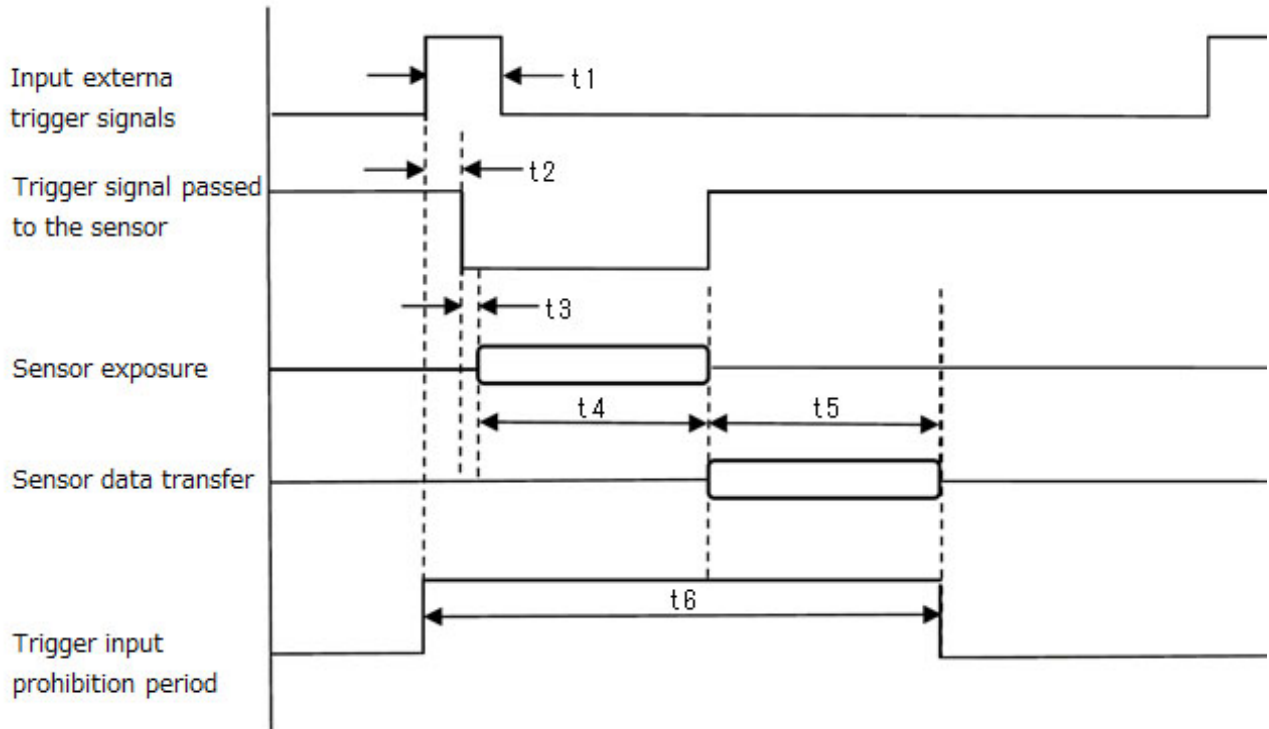 Input externa
trigger signals
t1
t2
Trigger signal passed
to the sensor
t3
Sensor exposure
t4
t5
Sensor data transfer
t6
Trigger input
prohibition period